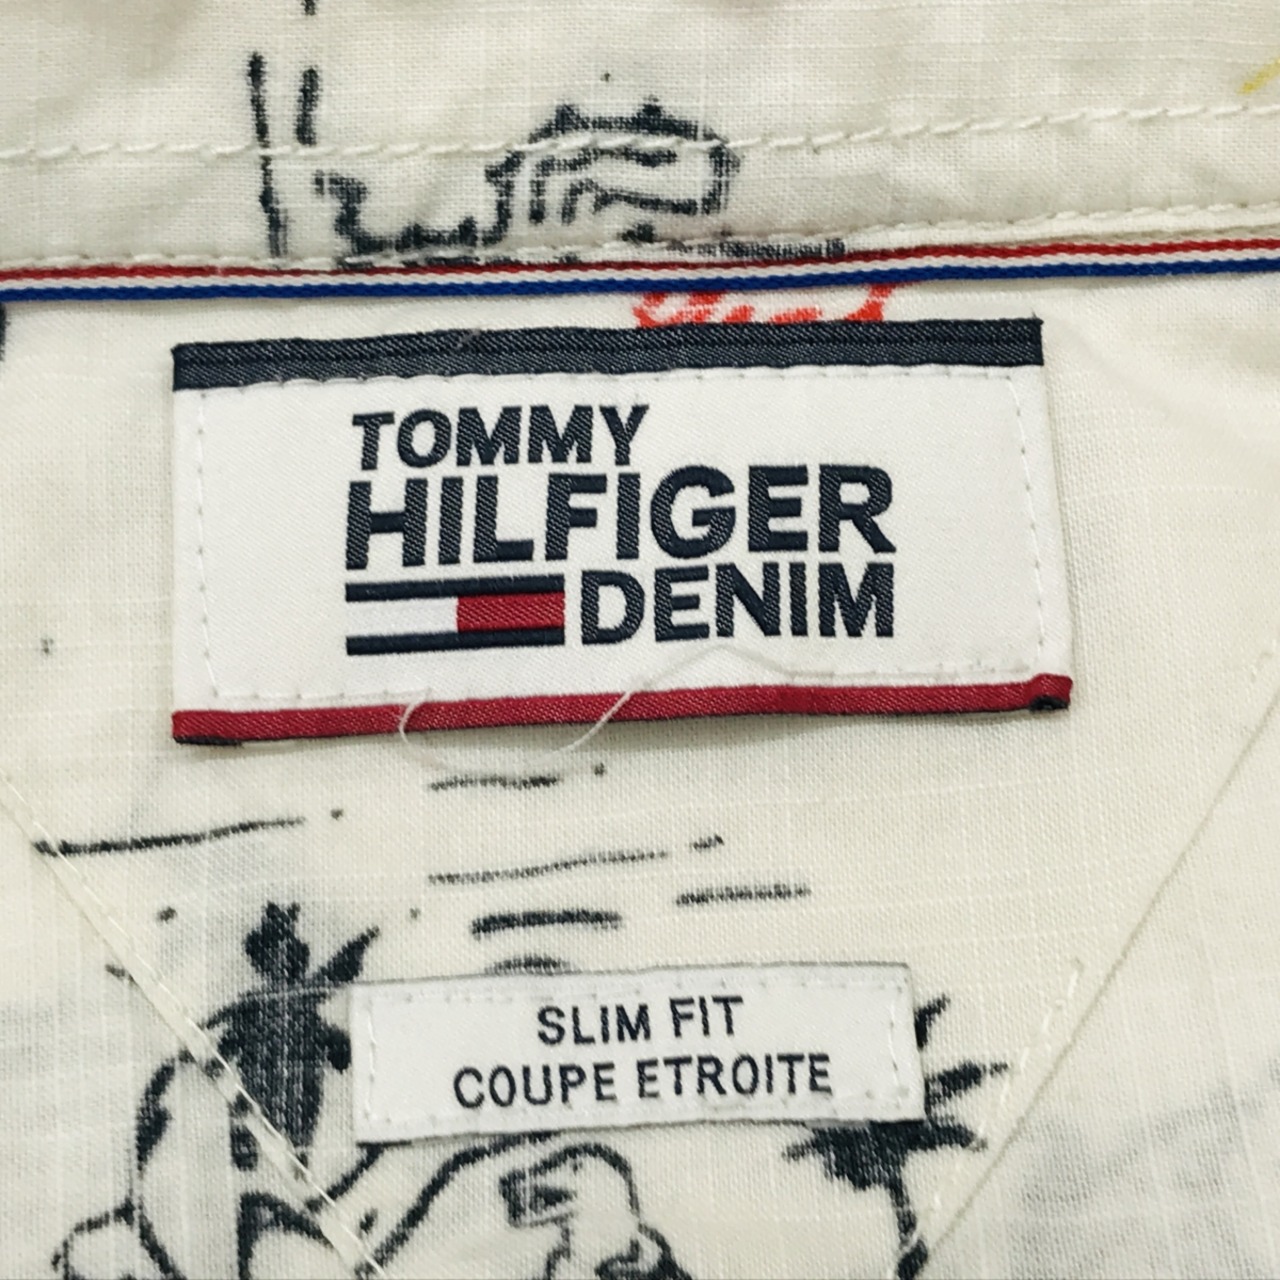 TOMMY
HILFIGER
DENIM
SLIM FIT
COUPE ETROITE